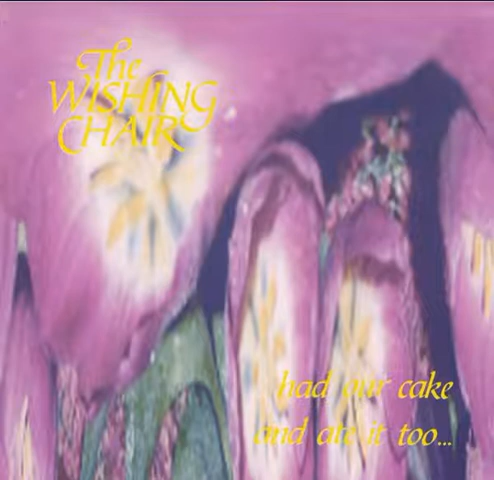 The
WISHING
CHAIR
had our cake
and ate it too...